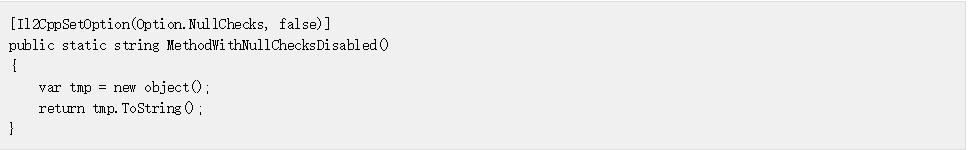 [Il2CppSetOption(Option.NullChecks, false)]
public static string MethodWithNullChecksDisabled()
{
    var tmp = new object();
    return tmp.ToString();
}